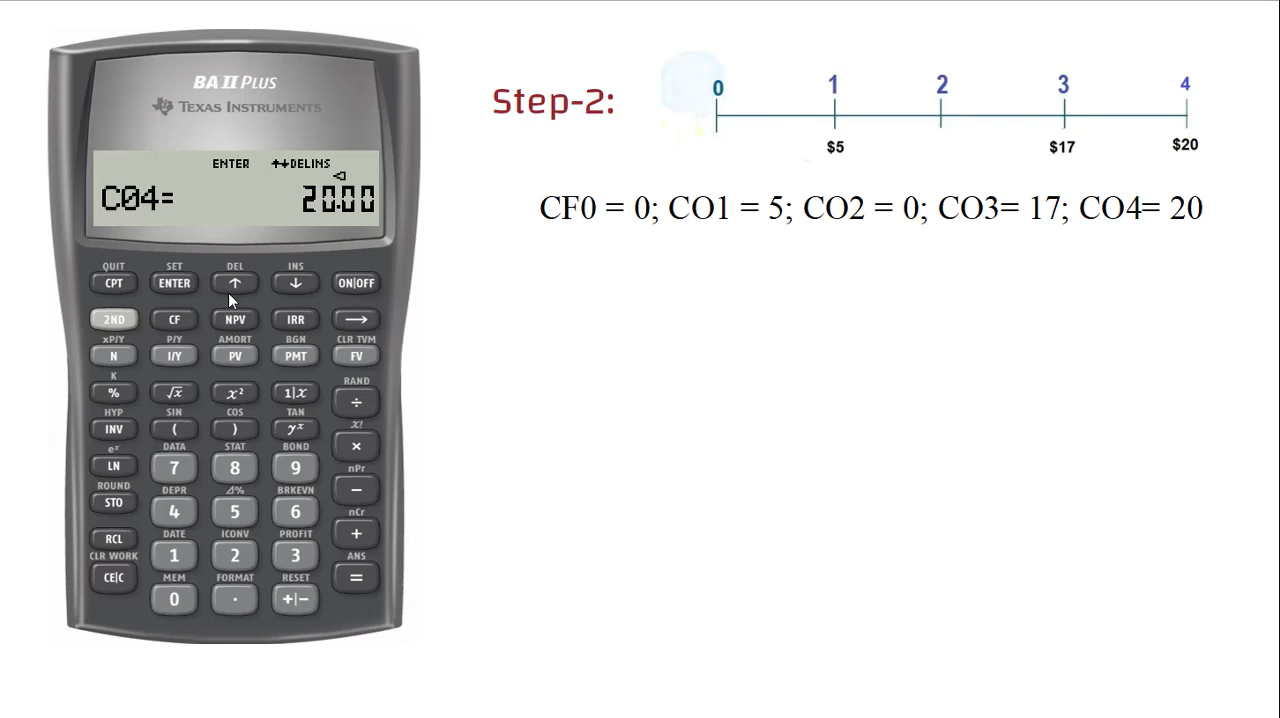 BA II PLUS
TEXAS INSTRUMENTS
ENTER ↑↓DELINS
C04= 20.00
QUIT SET DEL INS
CPT ENTER ↑ ↓ ON|OFF
2ND CF NPV IRR →
xP/Y P/Y AMORT BGN CLR TVM
N I/Y PV PMT FV
K RAND
% √x x² 1|x ÷
HYP SIN COS TAN x!
INV ( ) yˣ ×
eˣ DATA STAT BOND nPr
LN 7 8 9 −
ROUND DEPR Δ% BRKEVN nCr
STO 4 5 6 +
DATE ICONV PROFIT ANS
RCL 1 2 3 =
CLR WORK MEM FORMAT RESET
CE|C 0 . +|−
Step-2:
0 1 2 3 4
$5 $17 $20
CF0 = 0; CO1 = 5; CO2 = 0; CO3= 17; CO4= 20